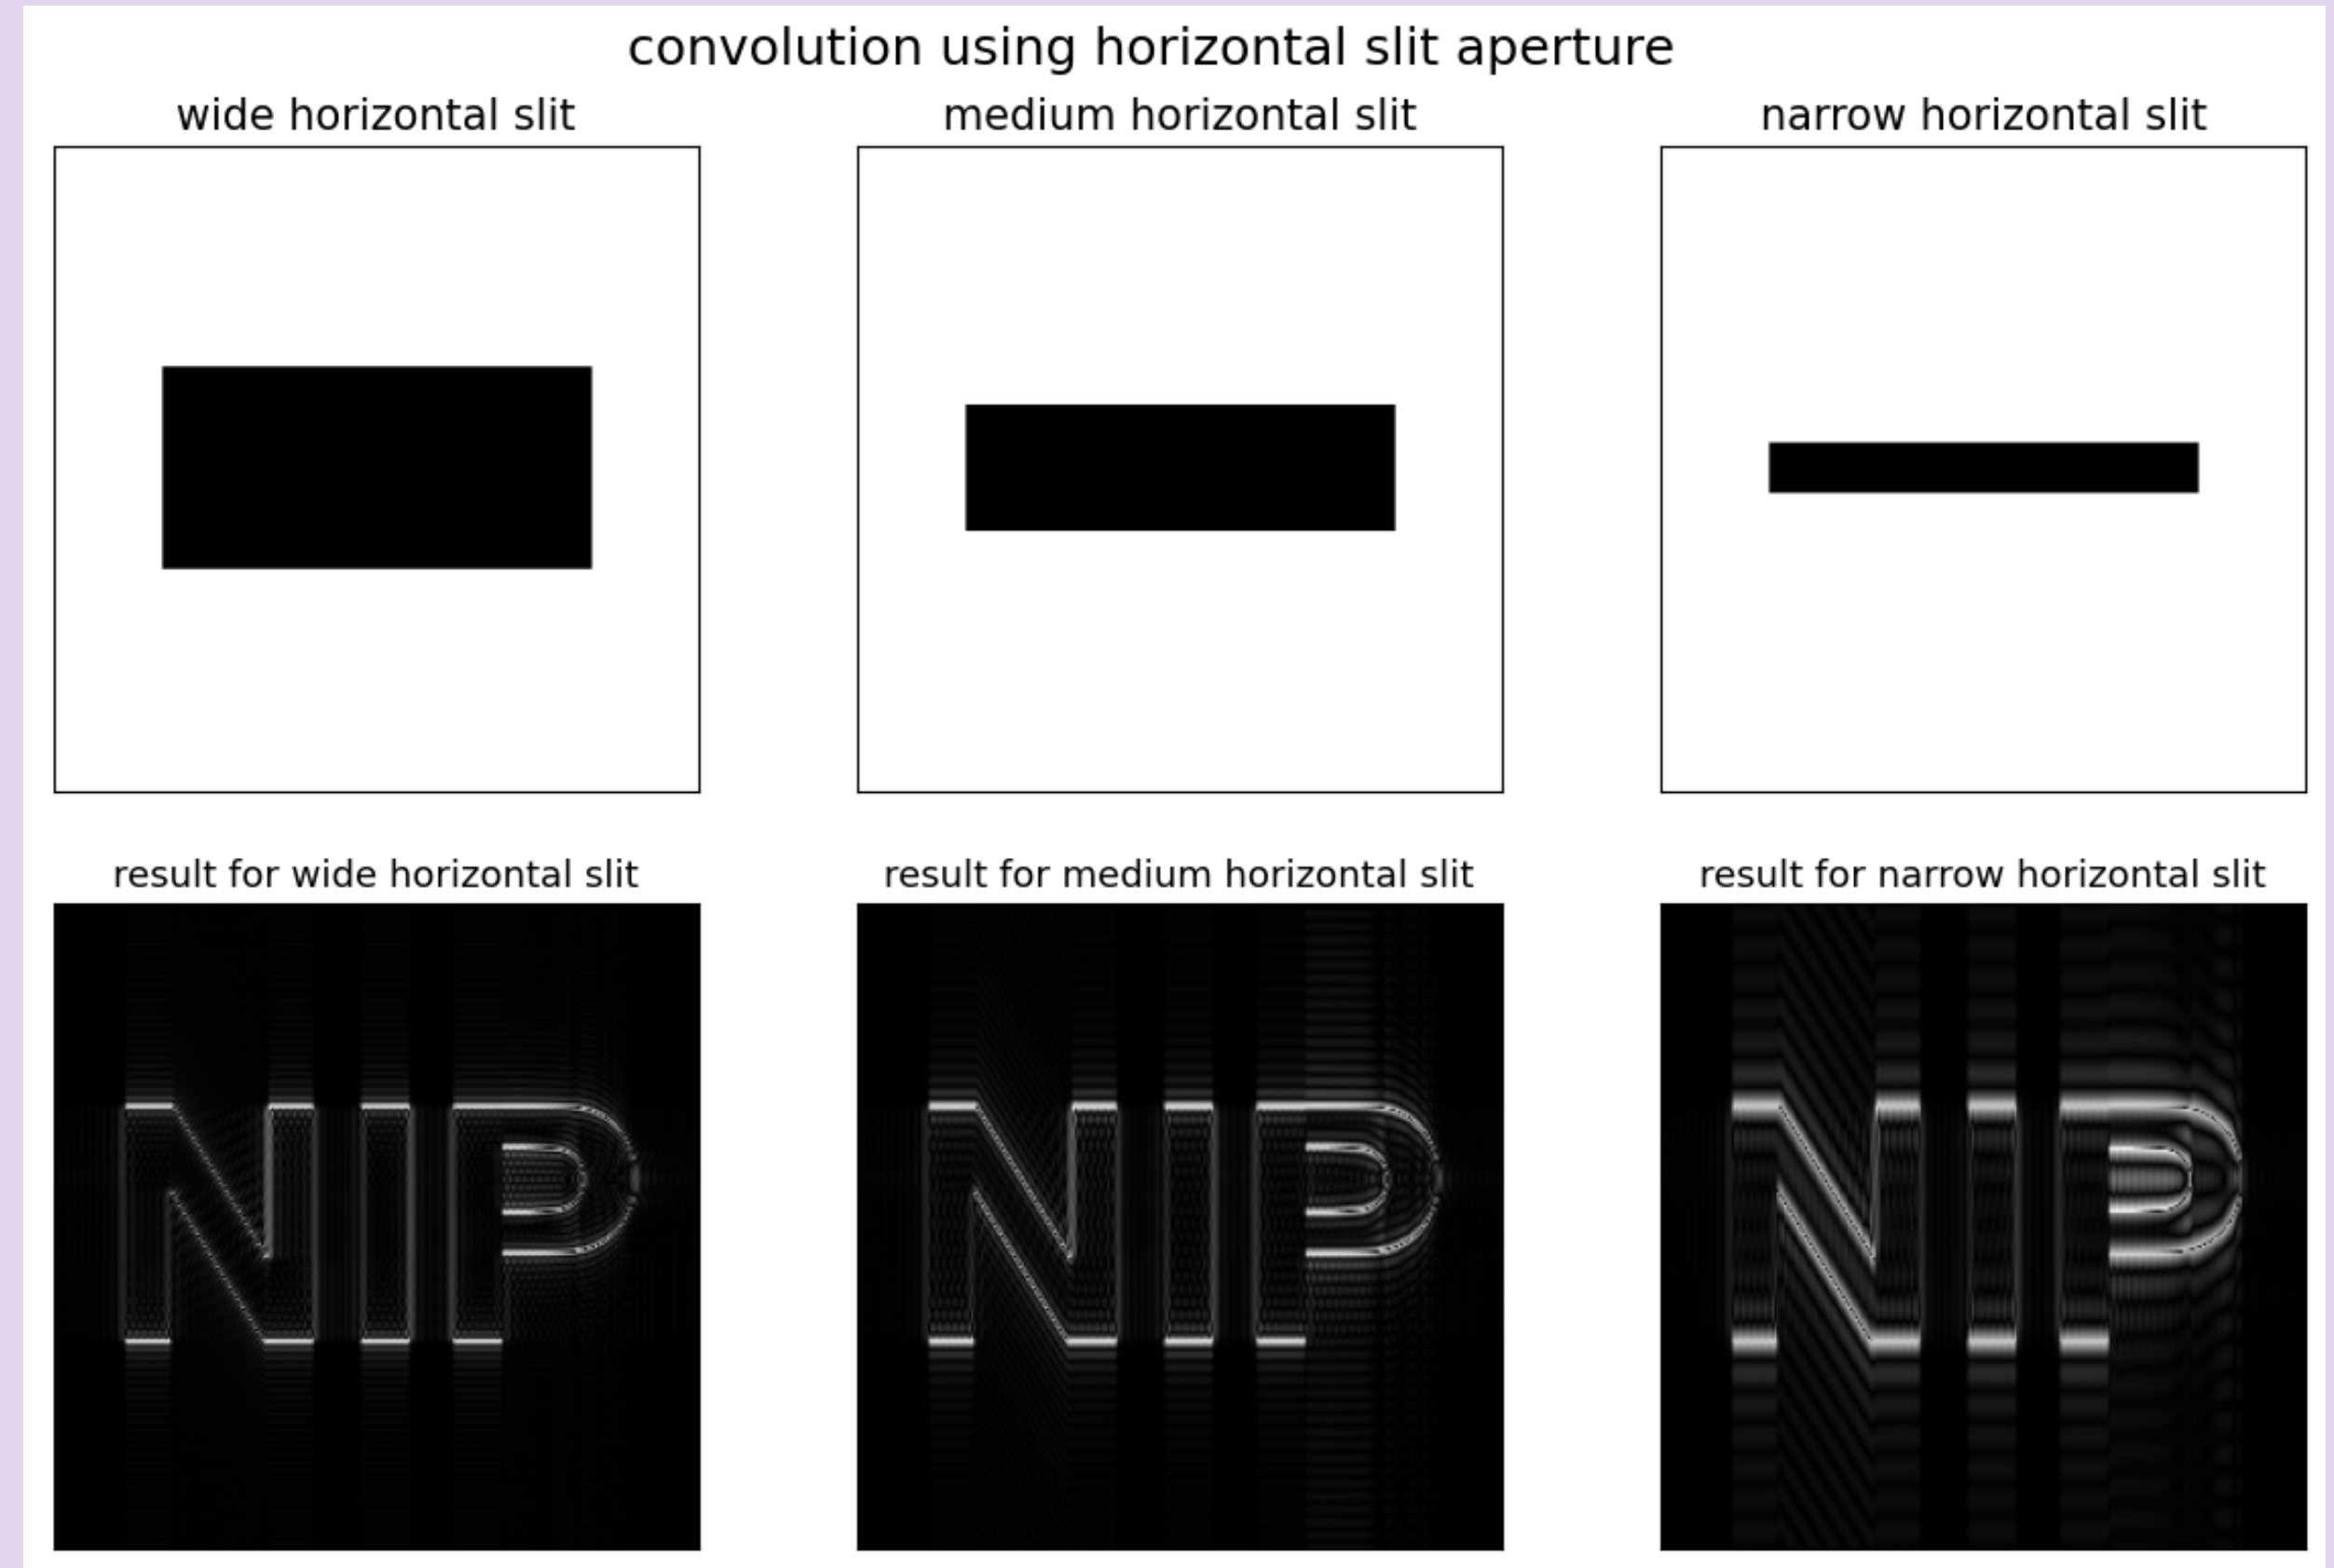 convolution using horizontal slit aperture
wide horizontal slit
medium horizontal slit
narrow horizontal slit
result for wide horizontal slit
result for medium horizontal slit
result for narrow horizontal slit
NIP
NIP
NIP